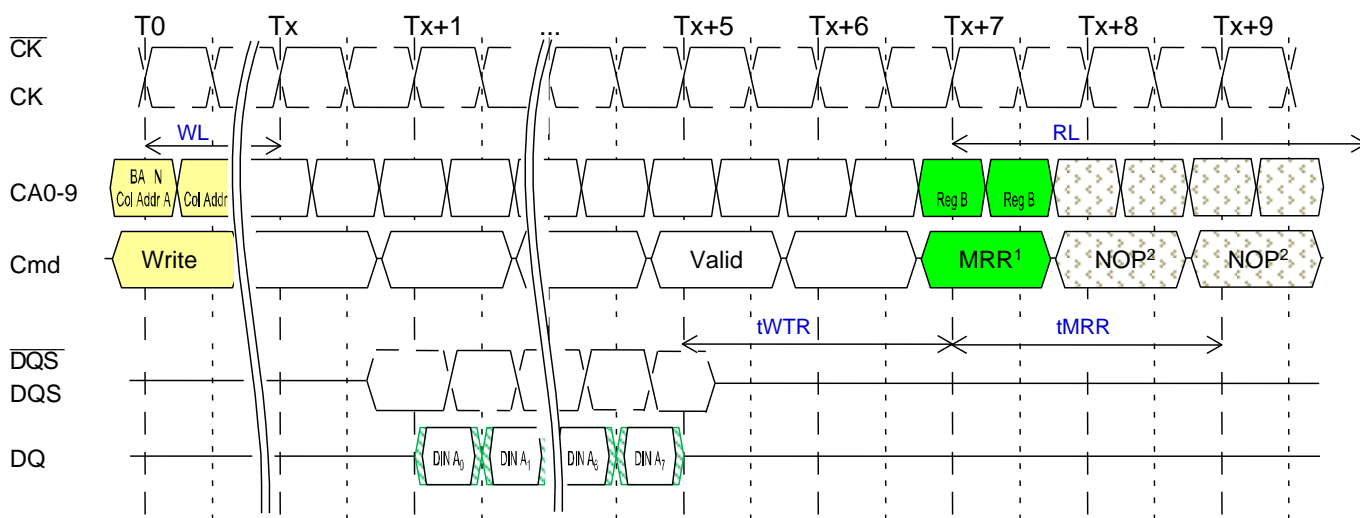 T0 Tx Tx+1 ... Tx+5 Tx+6 Tx+7 Tx+8 Tx+9
CK
CK
WL RL
BA N
CA0-9 Col Addr A Col Addr Reg B Reg B
Cmd Write Valid MRR1 NOP2 NOP2
tWTR tMRR
DQS
DQS
DQ DIN A0 DIN A1 DIN A6 DIN A7